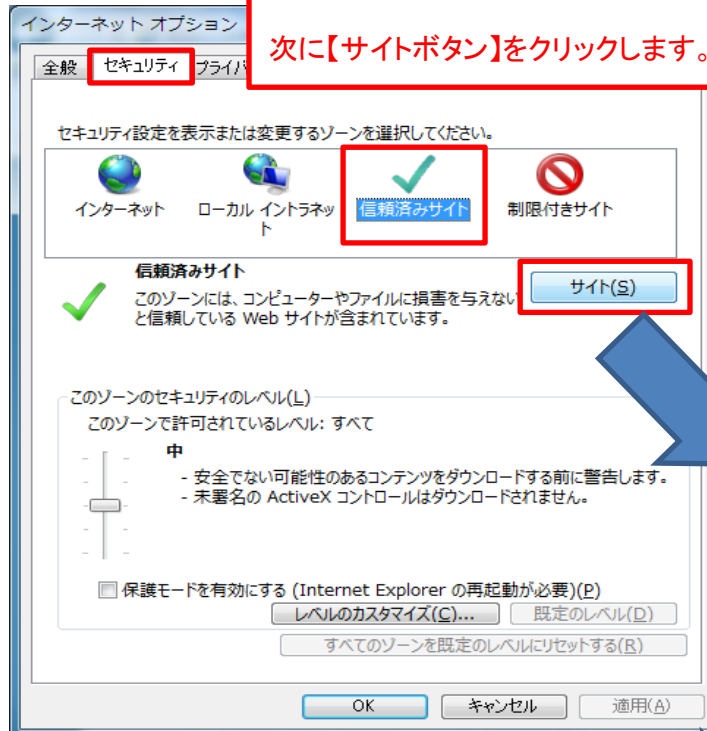 インターネット オプション
次に【サイトボタン】をクリックします。
全般 セキュリティ プライバ
セキュリティ設定を表示または変更するゾーンを選択してください。
インターネット ローカル イントラネッ 信頼済みサイト 制限付きサイト
ト
信頼済みサイト
サイト(S)
このゾーンには、コンピューターやファイルに損害を与えない
と信頼している Web サイトが含まれています。
このゾーンのセキュリティのレベル(L)
このゾーンで許可されているレベル: すべて
中
- 安全でない可能性のあるコンテンツをダウンロードする前に警告します。
- 未署名の ActiveX コントロールはダウンロードされません。
保護モードを有効にする (Internet Explorer の再起動が必要)(P)
レベルのカスタマイズ(C)... 既定のレベル(D)
すべてのゾーンを既定のレベルにリセットする(R)
OK キャンセル 適用(A)